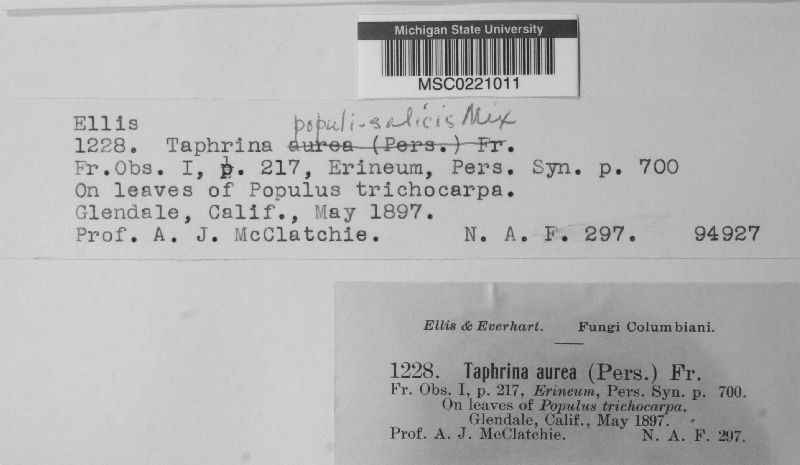 Michigan State University
MSC0221011
populi-salicis Mix
Ellis
1228. Taphrina aurea (Pers.) Fr.
Fr.Obs. I, p. 217, Erineum, Pers. Syn. p. 700
On leaves of Populus trichocarpa.
Glendale, Calif., May 1897.
Prof. A. J. McClatchie. N. A. F. 297. 94927
Ellis & Everhart. Fungi Columbiani.
1228. Taphrina aurea (Pers.) Fr.
Fr. Obs. I, p. 217, Erineum, Pers. Syn. p. 700.
On leaves of Populus trichocarpa.
Glendale, Calif., May 1897.
Prof. A. J. McClatchie. N. A. F. 297.